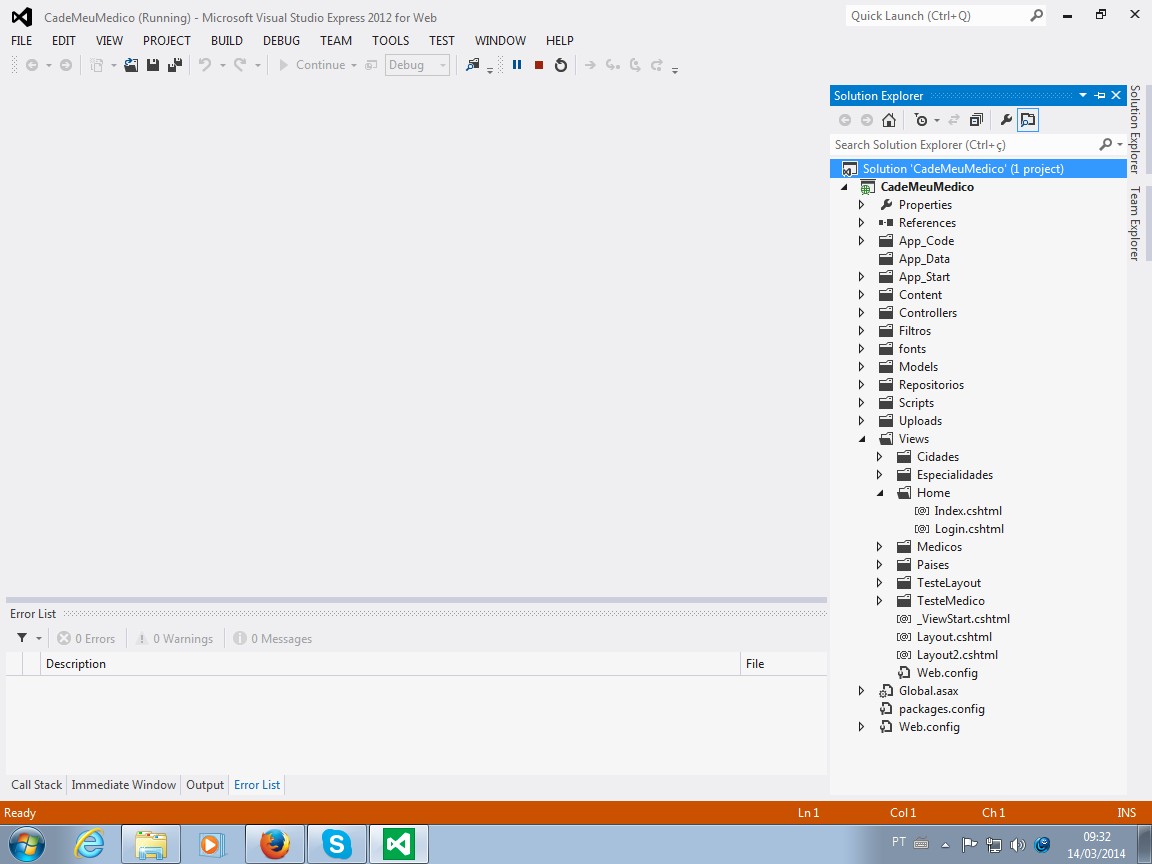 CadeMeuMedico (Running) - Microsoft Visual Studio Express 2012 for Web
Quick Launch (Ctrl+Q)
FILE EDIT VIEW PROJECT BUILD DEBUG TEAM TOOLS TEST WINDOW HELP
Continue Debug
Solution Explorer
Search Solution Explorer (Ctrl+ç)
Solution 'CadeMeuMedico' (1 project)
CadeMeuMedico
Properties
References
App_Code
App_Data
App_Start
Content
Controllers
Filtros
fonts
Models
Repositorios
Scripts
Uploads
Views
Cidades
Especialidades
Home
Index.cshtml
Login.cshtml
Medicos
Paises
TesteLayout
TesteMedico
_ViewStart.cshtml
Layout.cshtml
Layout2.cshtml
Web.config
Global.asax
packages.config
Web.config
Solution Explorer
Team Explorer
Error List
0 Errors 0 Warnings 0 Messages
Description File
Call Stack Immediate Window Output Error List
Ready Ln 1 Col 1 Ch 1 INS
PT 09:32
14/03/2014